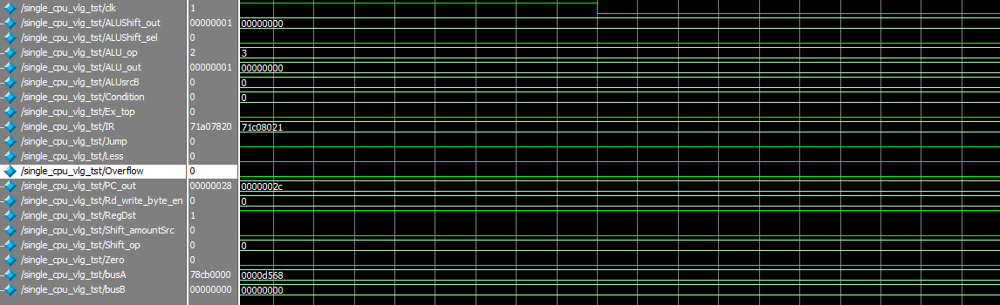 /single_cpu_vlg_tst/clk 1
/single_cpu_vlg_tst/ALUShift_out 00000001 00000000
/single_cpu_vlg_tst/ALUShift_sel 0
/single_cpu_vlg_tst/ALU_op 2 3
/single_cpu_vlg_tst/ALU_out 00000001 00000000
/single_cpu_vlg_tst/ALUsrcB 0 0
/single_cpu_vlg_tst/Condition 0 0
/single_cpu_vlg_tst/Ex_top 0
/single_cpu_vlg_tst/IR 71a07820 71c08021
/single_cpu_vlg_tst/Jump 0
/single_cpu_vlg_tst/Less 0
/single_cpu_vlg_tst/Overflow 0
/single_cpu_vlg_tst/PC_out 00000028 0000002c
/single_cpu_vlg_tst/Rd_write_byte_en 0 0
/single_cpu_vlg_tst/RegDst 1
/single_cpu_vlg_tst/Shift_amountSrc 0
/single_cpu_vlg_tst/Shift_op 0 0
/single_cpu_vlg_tst/Zero 0
/single_cpu_vlg_tst/busA 78cb0000 0000d568
/single_cpu_vlg_tst/busB 00000000 00000000